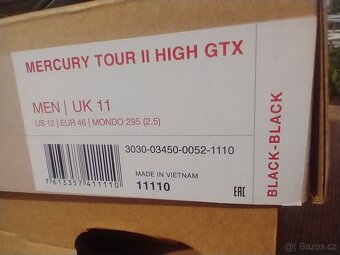 MERCURY TOUR II HIGH GTX
MEN | UK 11
US 12 | EUR 46 | MONDO 295 (2.5)
3030-03450-0052-1110
MADE IN VIETNAM
11110
7613357411110
EAC
BLACK-BLACK
Bazos.cz